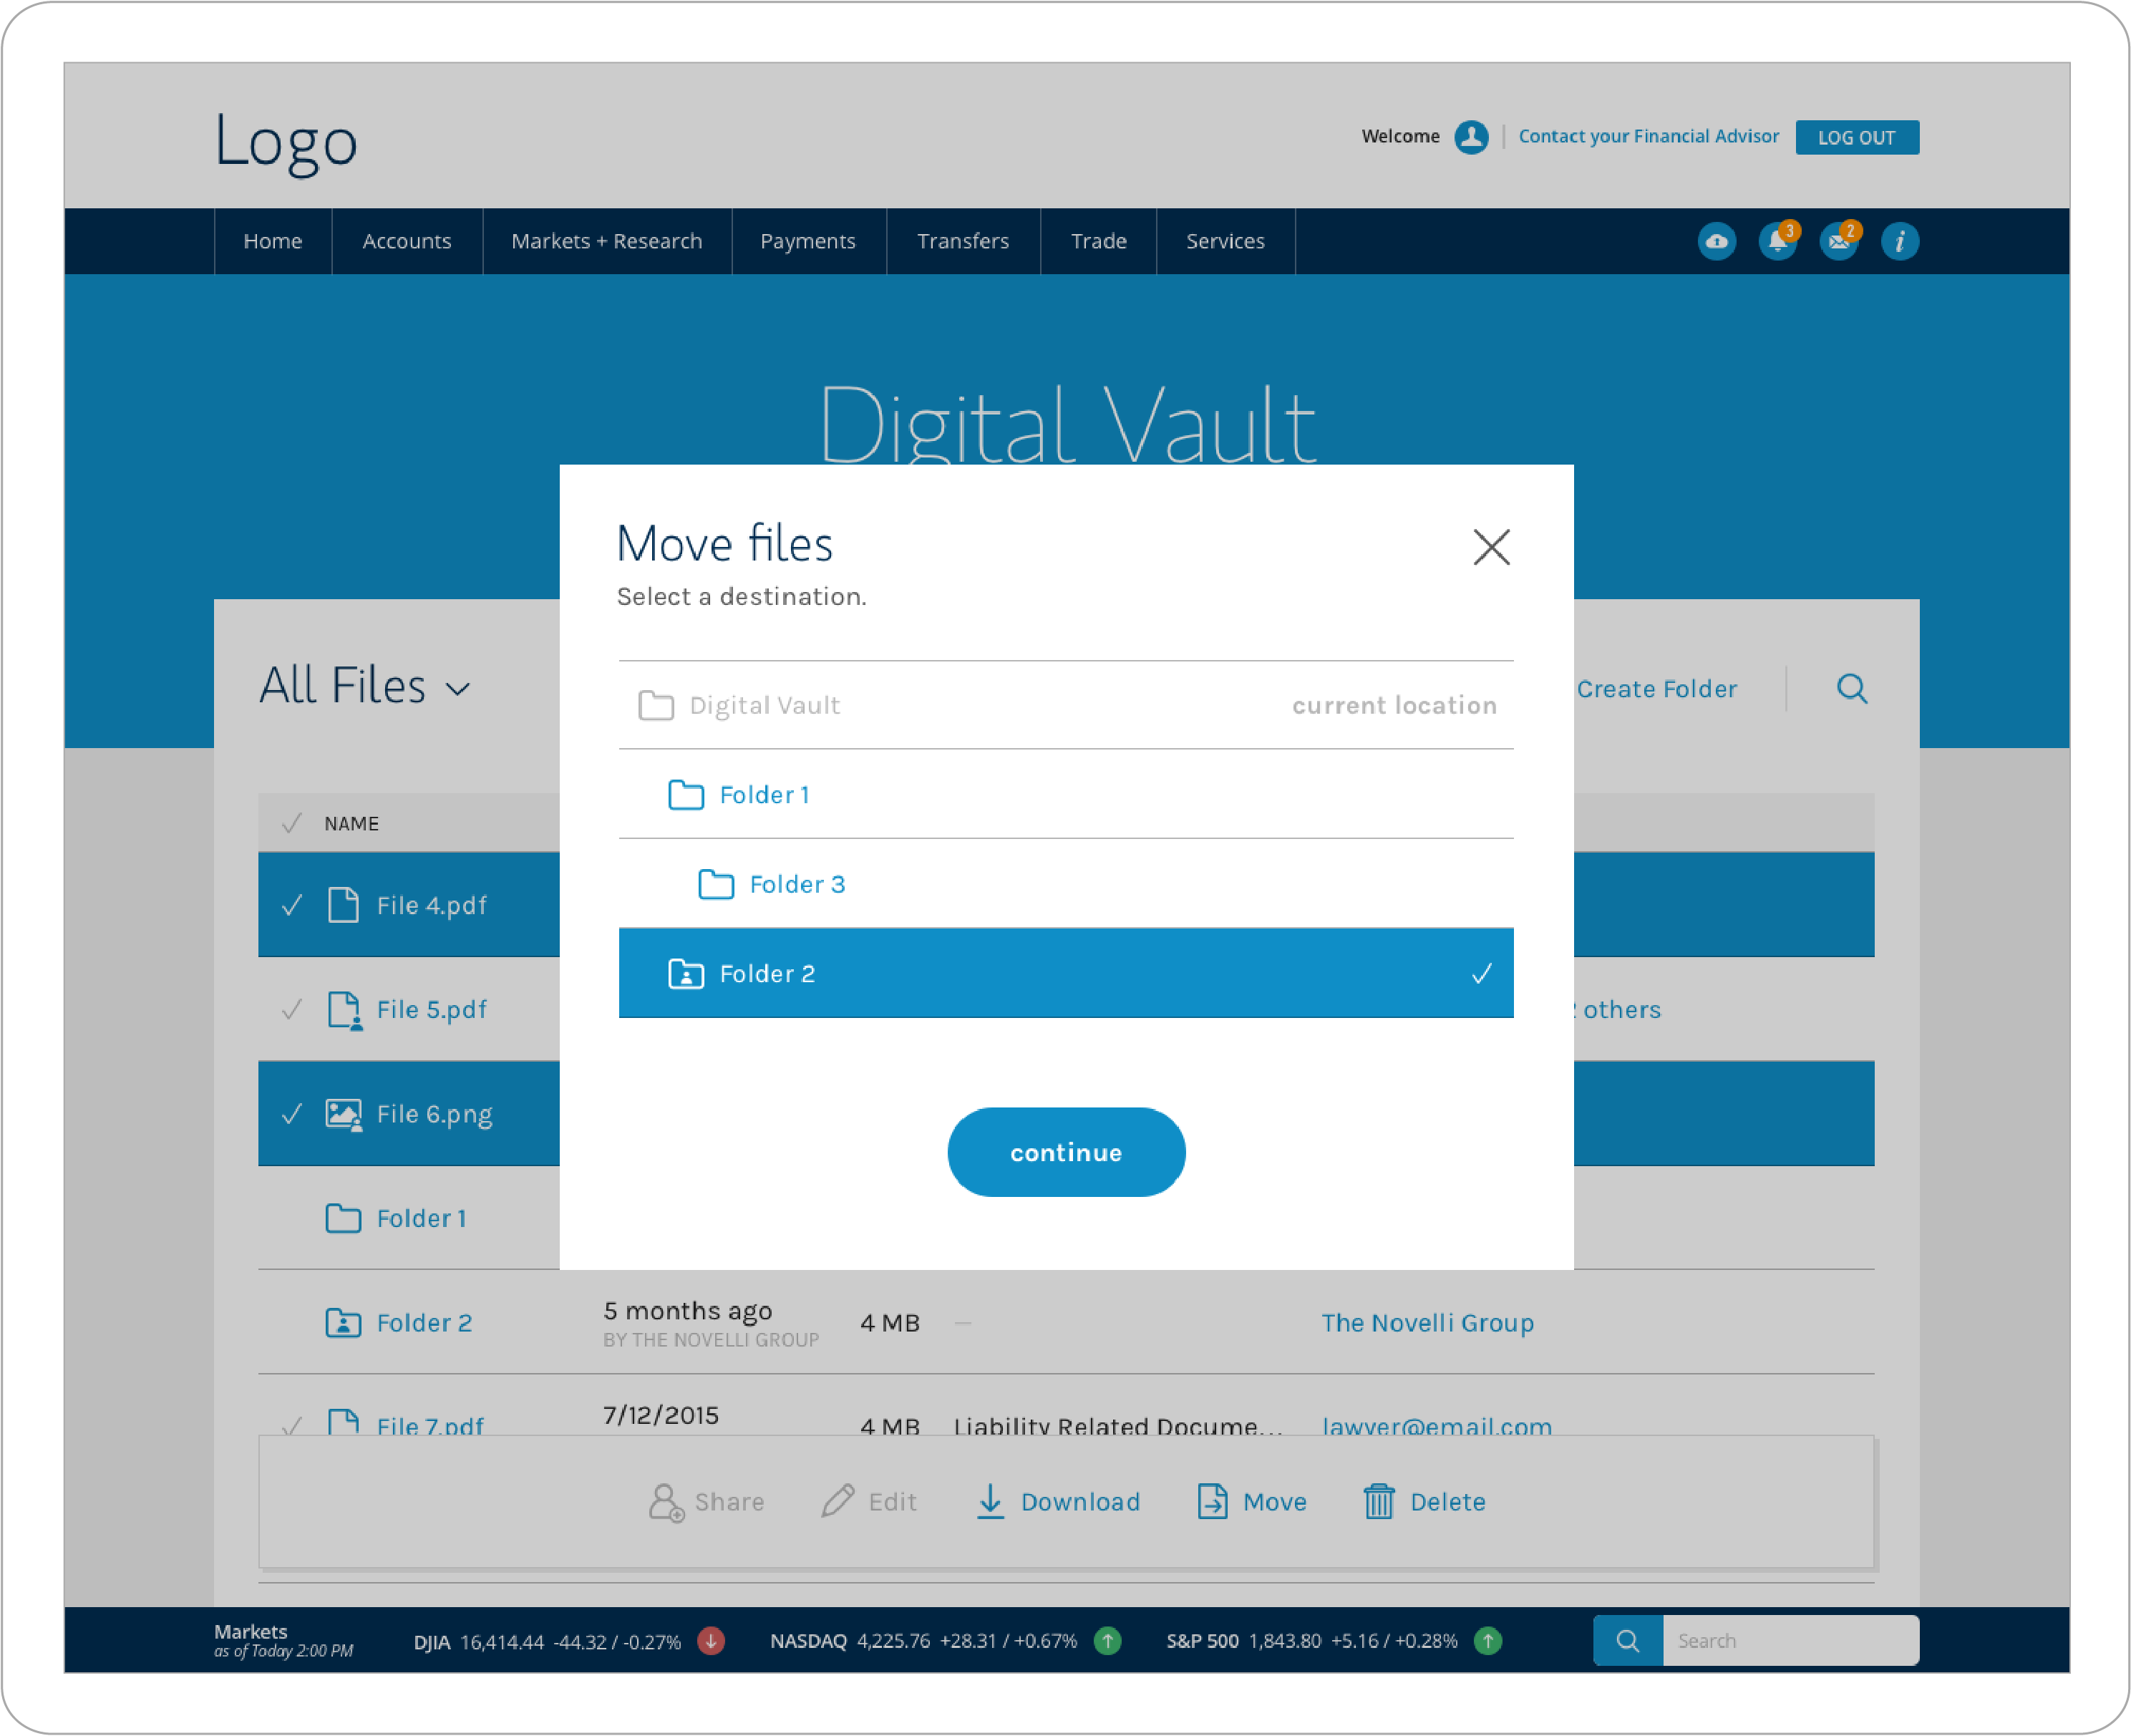 Logo
Welcome
Contact your Financial Advisor
LOG OUT
Home
Accounts
Markets + Research
Payments
Transfers
Trade
Services
3
2
i
Digital Vault
Move files
Select a destination.
Digital Vault
current location
Folder 1
Folder 3
Folder 2
continue
All Files
Create Folder
NAME
File 4.pdf
File 5.pdf
others
File 6.png
Folder 1
Folder 2
5 months ago
BY THE NOVELLI GROUP
4 MB
—
The Novelli Group
File 7.pdf
7/12/2015
4 MB
Liability Related Docume...
lawyer@email.com
Share
Edit
Download
Move
Delete
Markets
as of Today 2:00 PM
DJIA 16,414.44 -44.32 / -0.27%
NASDAQ 4,225.76 +28.31 / +0.67%
S&P 500 1,843.80 +5.16 / +0.28%
Search